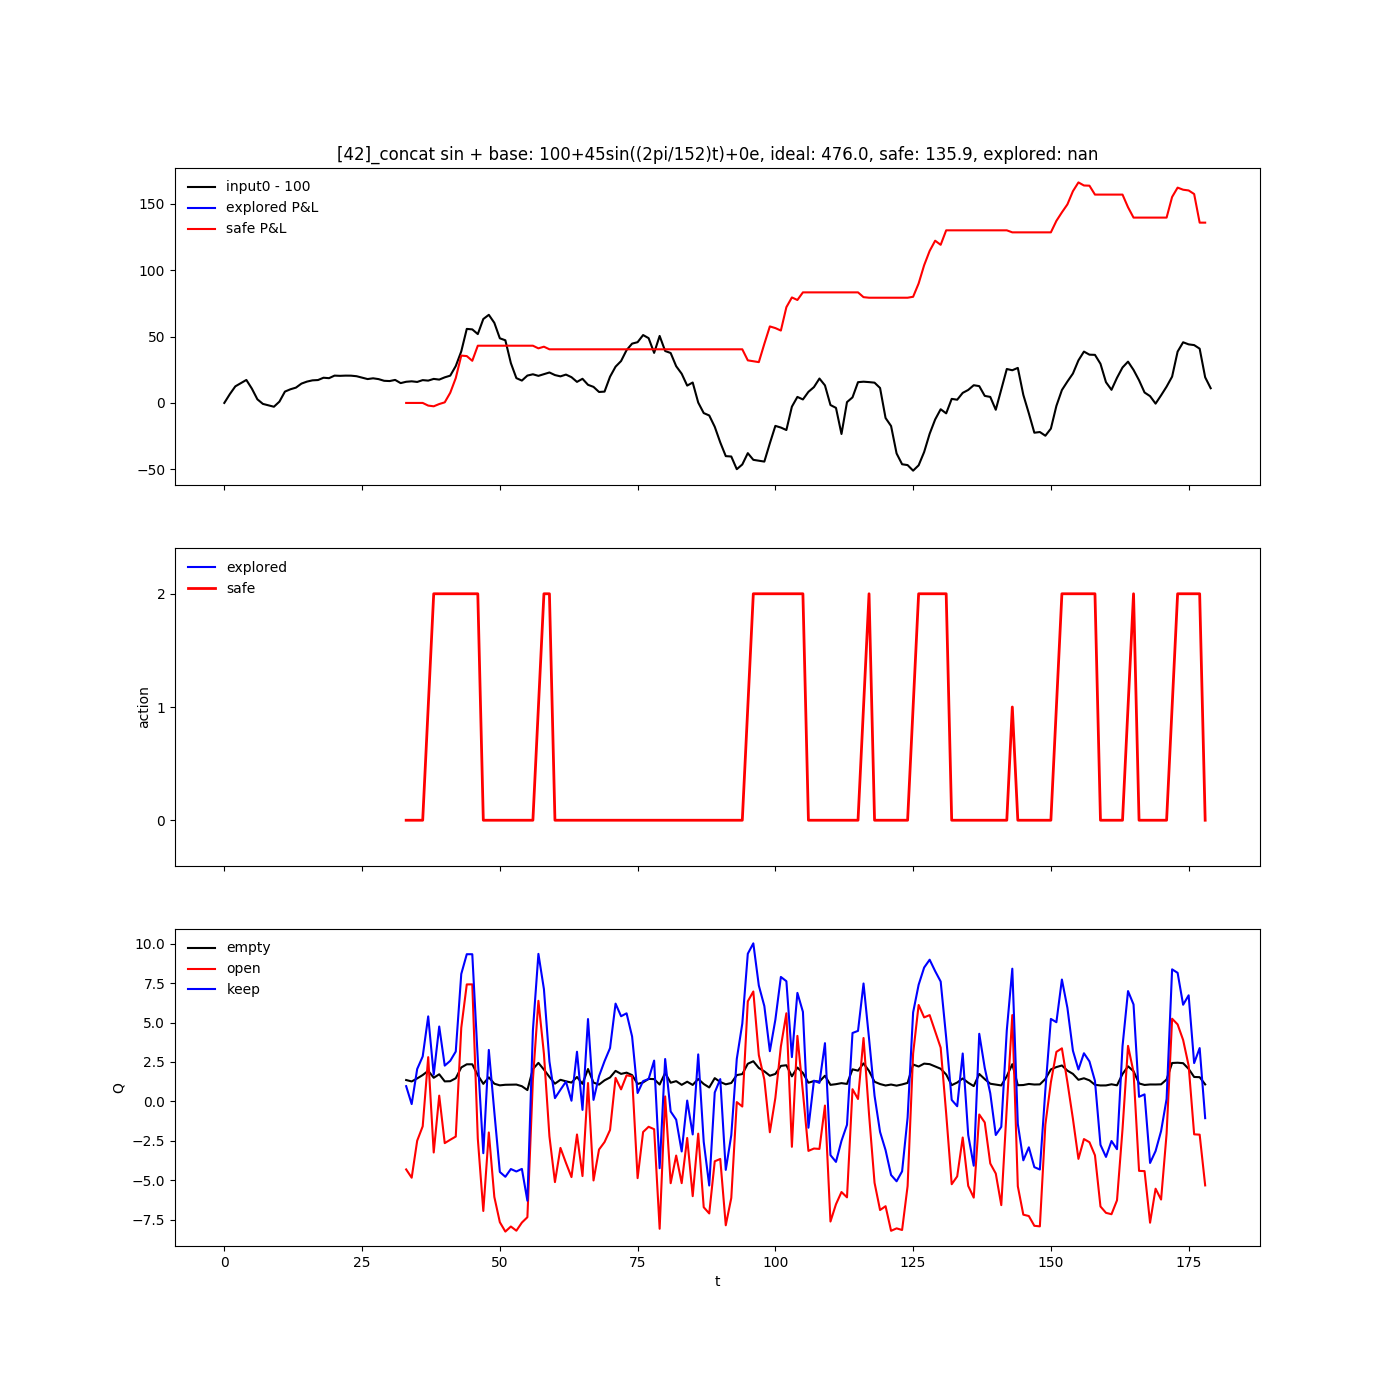 [42]_concat sin + base: 100+45sin((2pi/152)t)+0e, ideal: 476.0, safe: 135.9, explored: nan
input0 - 100
explored P&L
safe P&L
150
100
50
0
−50
explored
safe
2
1
0
action
empty
open
keep
10.0
7.5
5.0
2.5
0.0
−2.5
−5.0
−7.5
Q
0
25
50
75
100
125
150
175
t